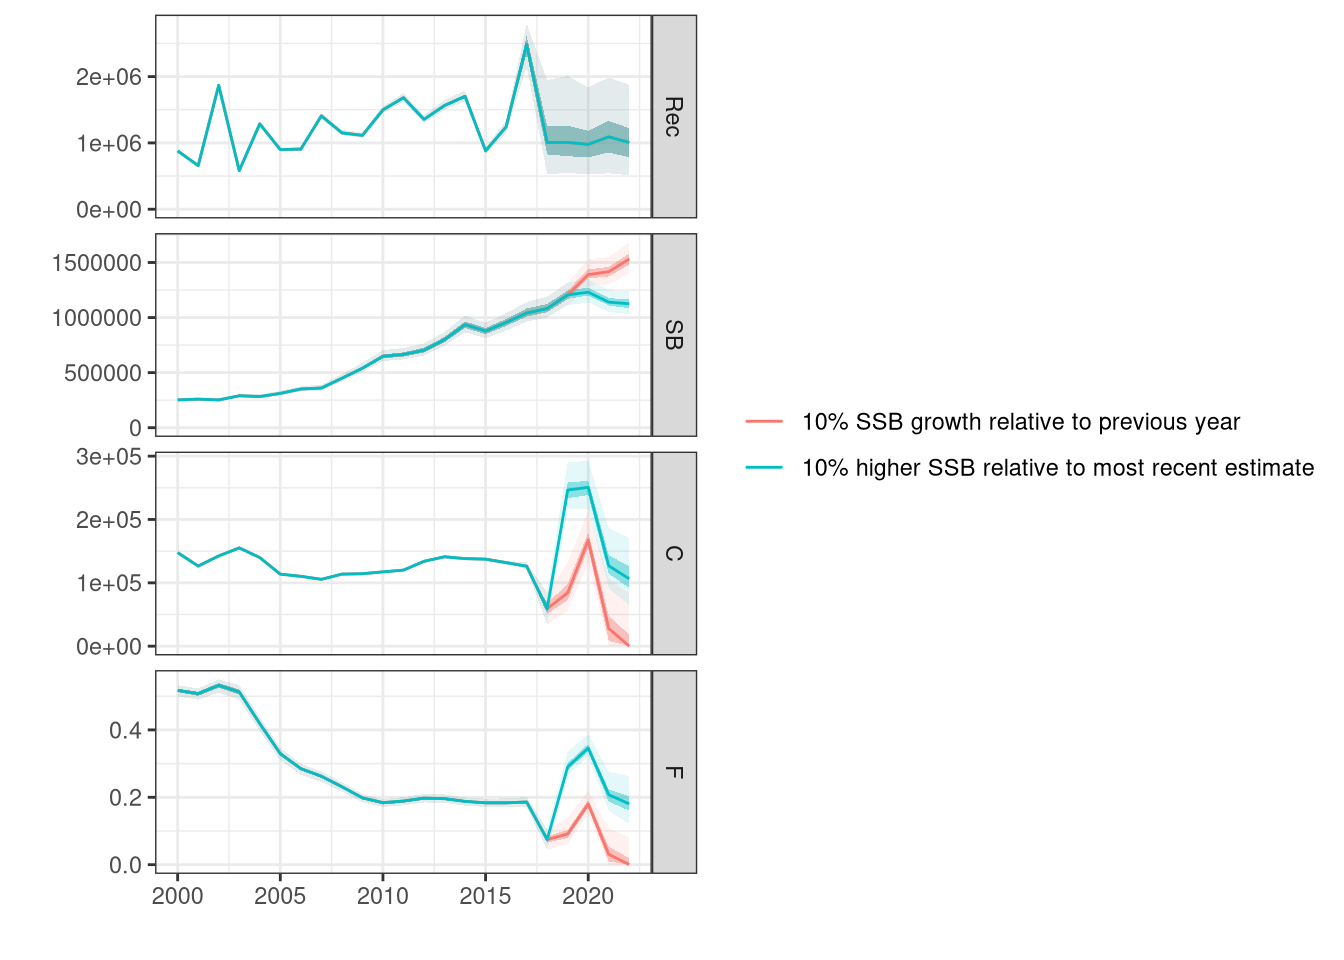 2e+06
1e+06
0e+00
Rec
1500000
1000000
500000
0
SB
3e+05
2e+05
1e+05
0e+00
C
0.4
0.2
0.0
F
2000 2005 2010 2015 2020
10% SSB growth relative to previous year
10% higher SSB relative to most recent estimate